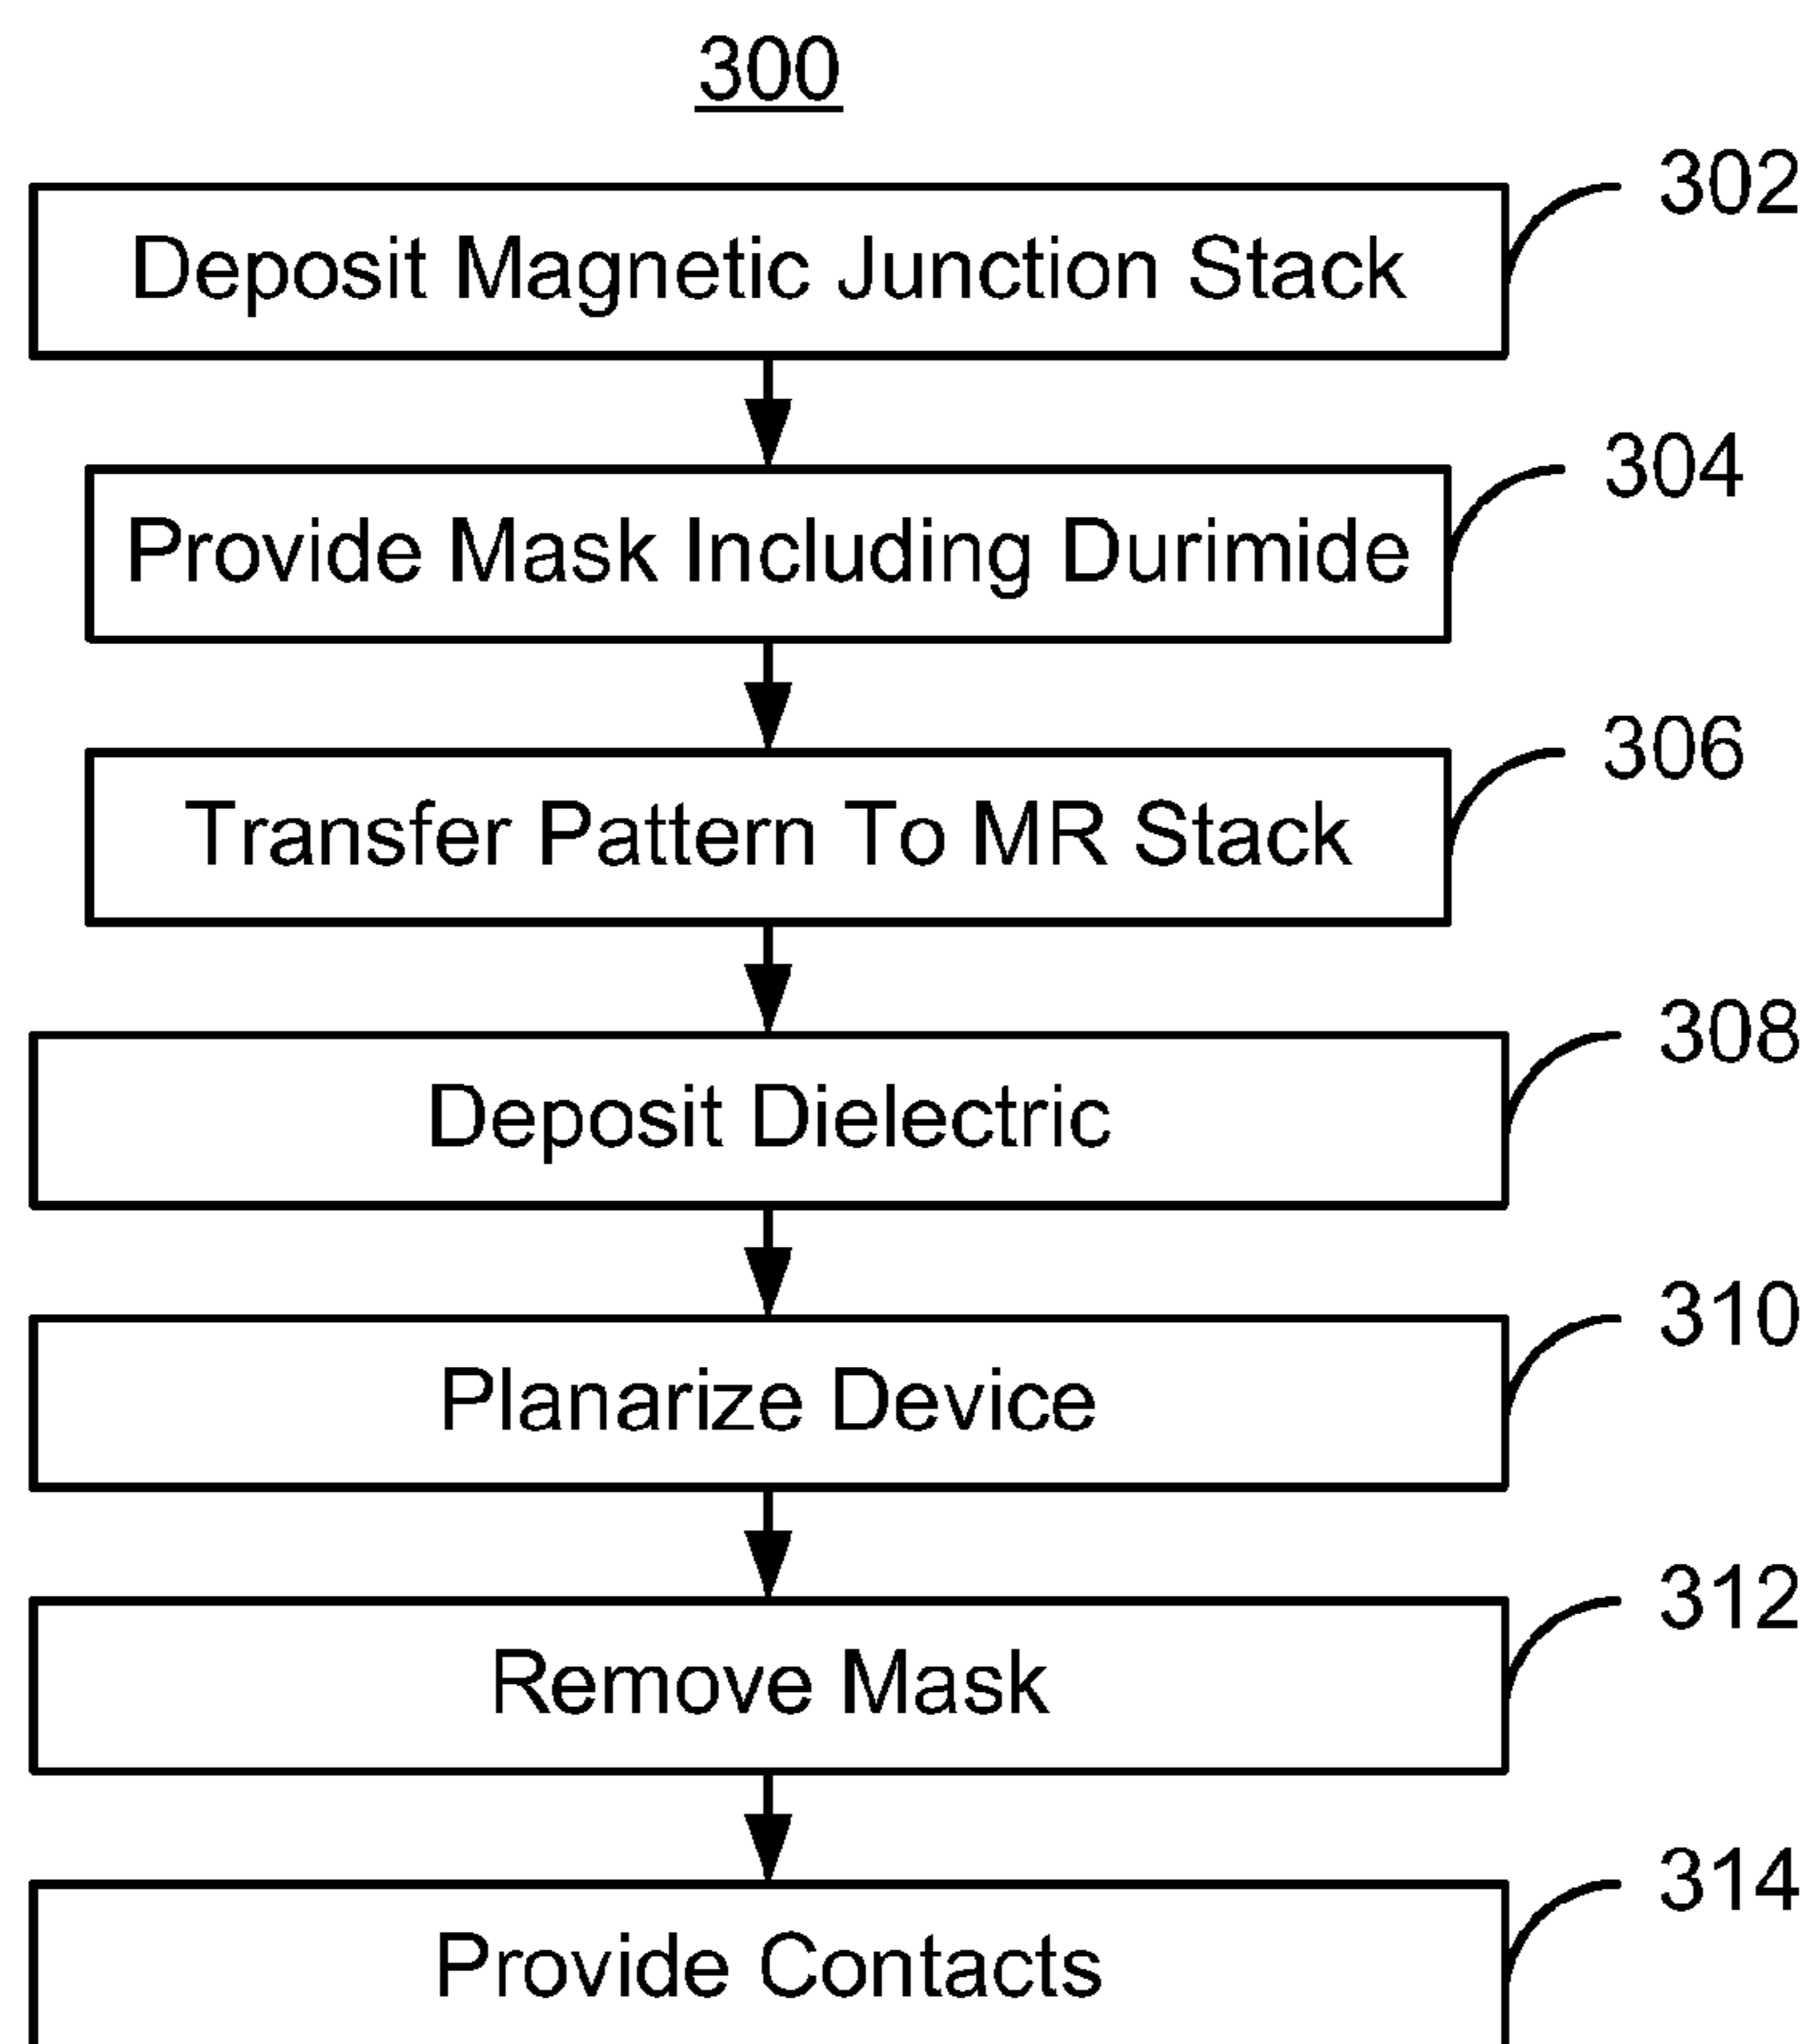 300
302
Deposit Magnetic Junction Stack
304
Provide Mask Including Durimide
306
Transfer Pattern To MR Stack
308
Deposit Dielectric
310
Planarize Device
312
Remove Mask
314
Provide Contacts